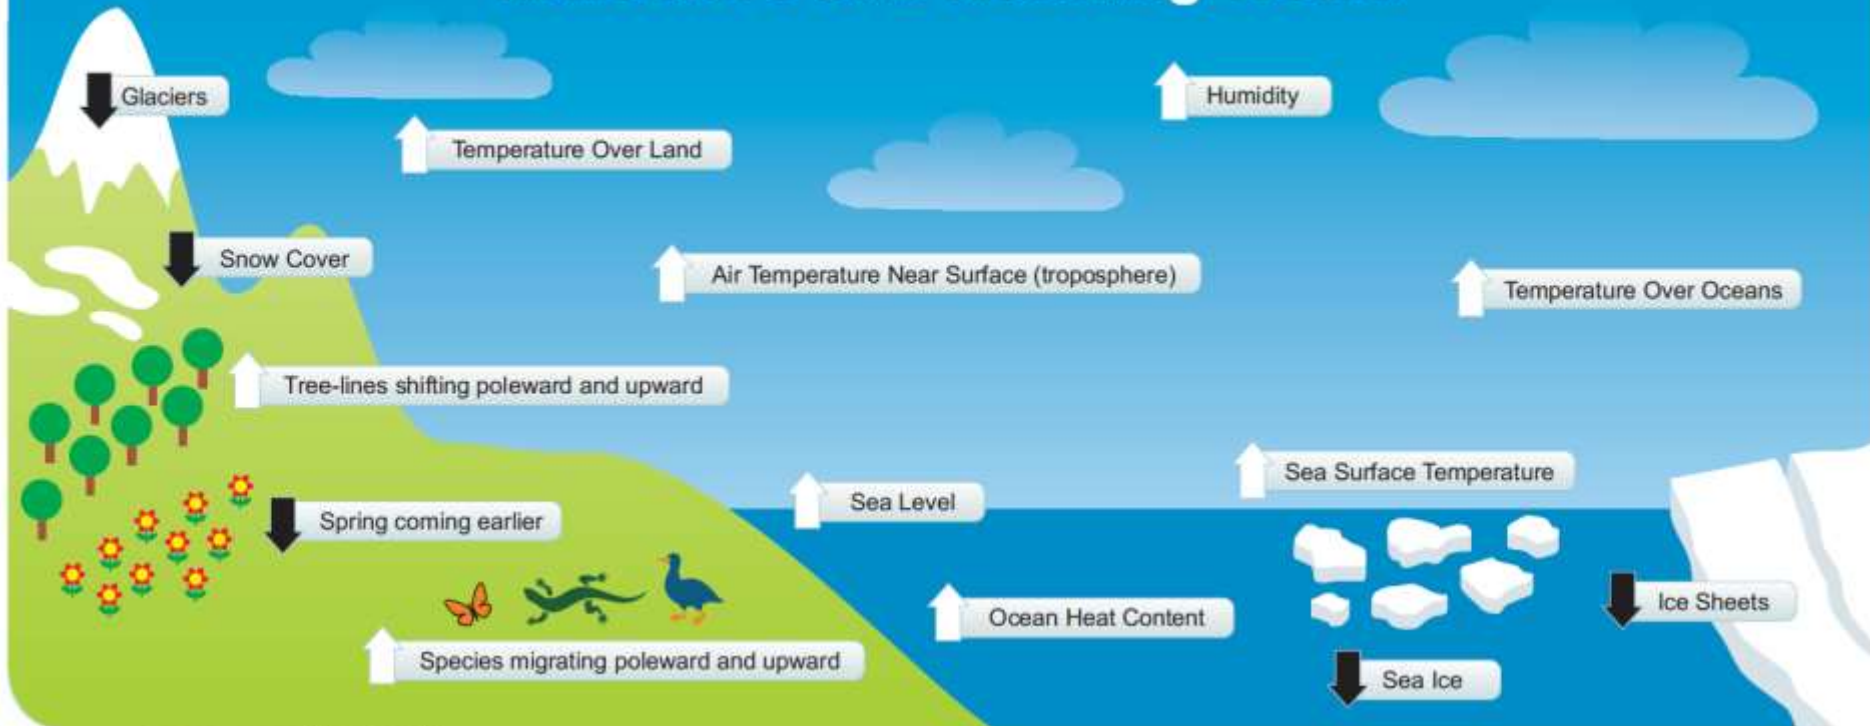 Glaciers
Humidity
Temperature Over Land
Snow Cover
Air Temperature Near Surface (troposphere)
Temperature Over Oceans
Tree-lines shifting poleward and upward
Sea Surface Temperature
Sea Level
Spring coming earlier
Ice Sheets
Ocean Heat Content
Species migrating poleward and upward
Sea Ice